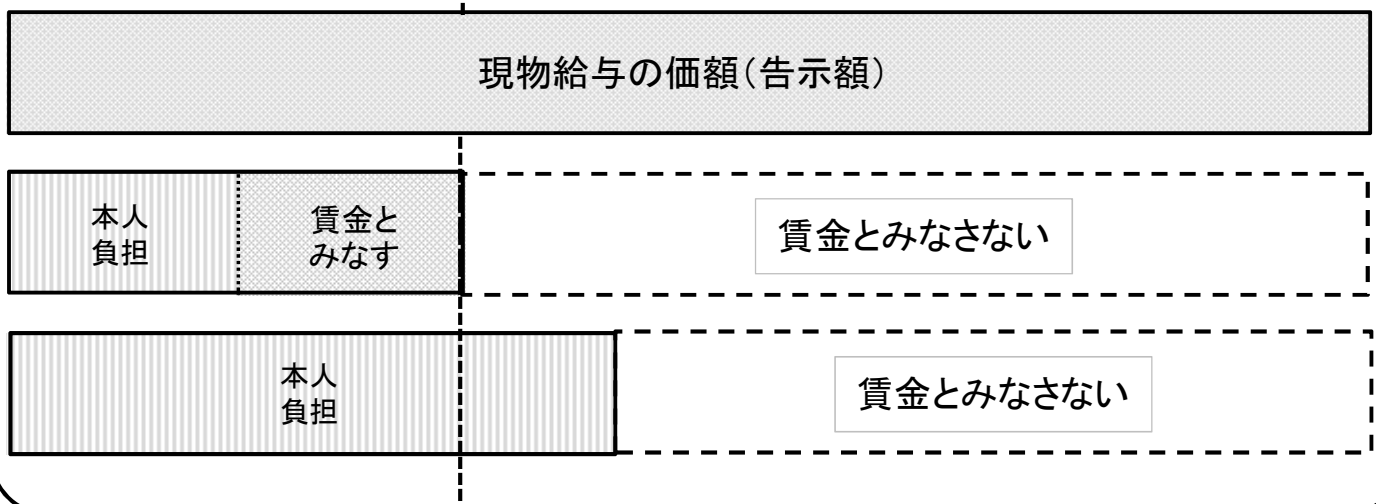 現物給与の価額(告示額)
本人
負担
賃金と
みなす
賃金とみなさない
本人
負担
賃金とみなさない